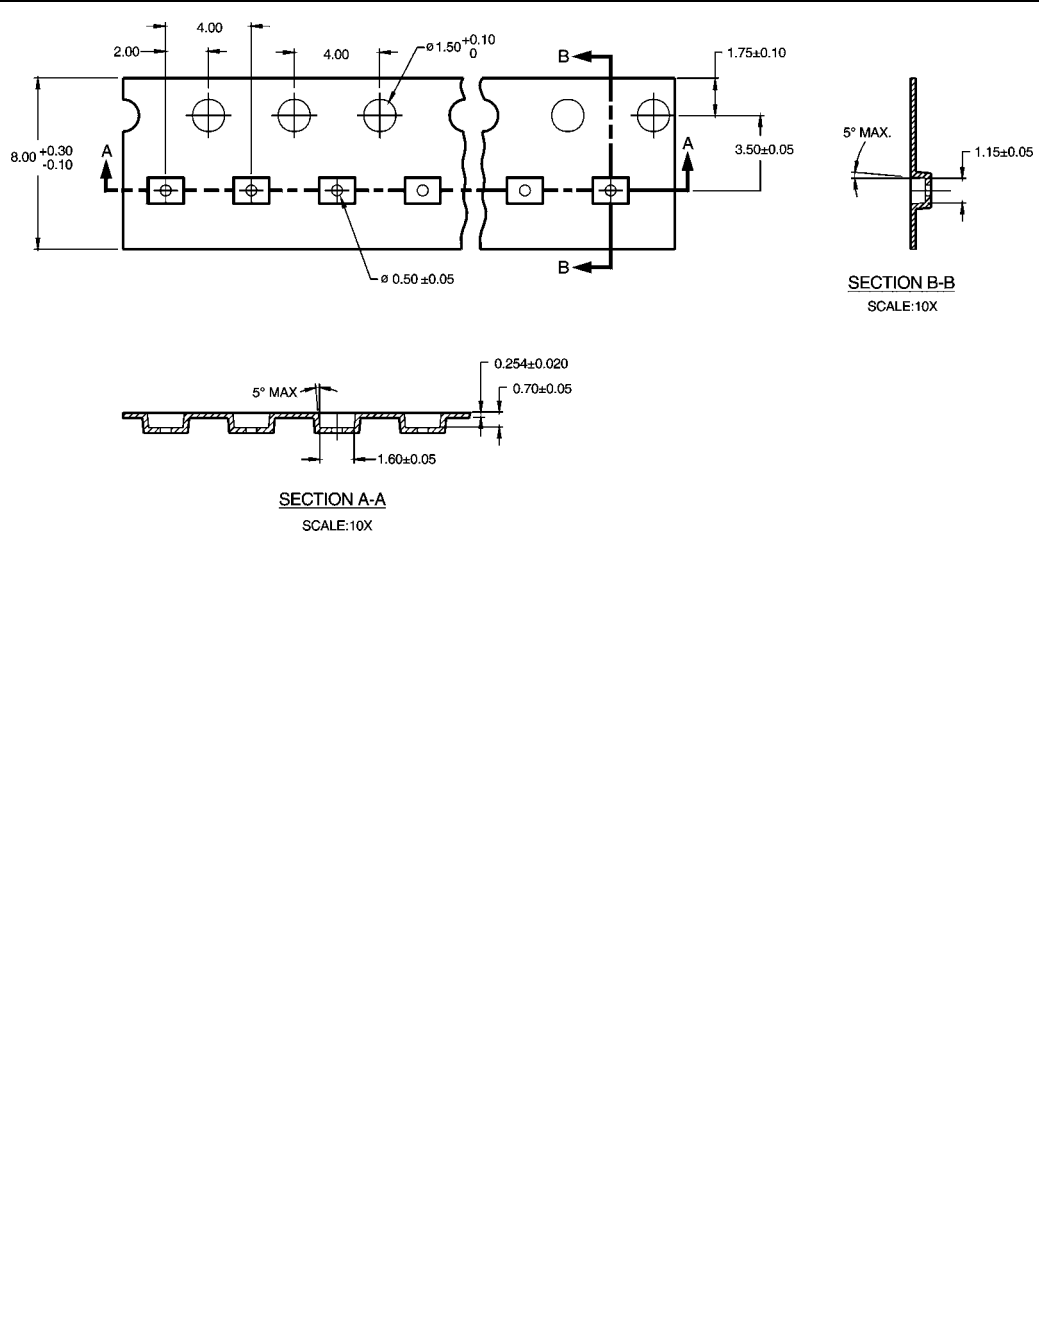 4.00
2.00
4.00
ø1.50 +0.10
0
B
1.75±0.10
8.00 +0.30
-0.10
A
A
3.50±0.05
5° MAX.
1.15±0.05
B
ø 0.50 ±0.05
SECTION B-B
SCALE:10X
0.254±0.020
5° MAX
0.70±0.05
1.60±0.05
SECTION A-A
SCALE:10X